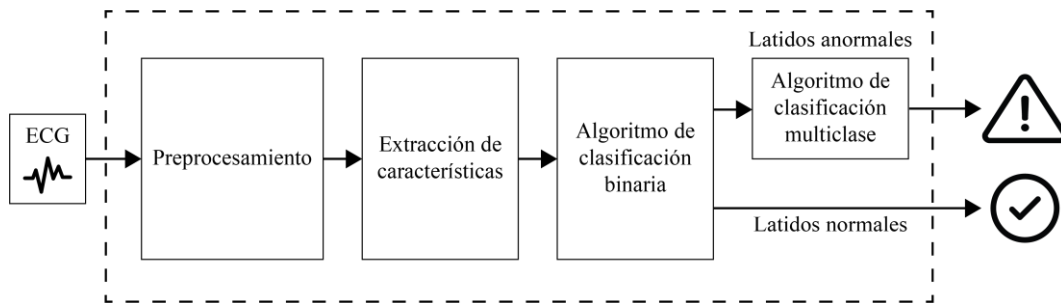 ECG
Preprocesamiento
Extracción de
características
Algoritmo de
clasificación
binaria
Latidos anormales
Algoritmo de
clasificación
multiclase
Latidos normales